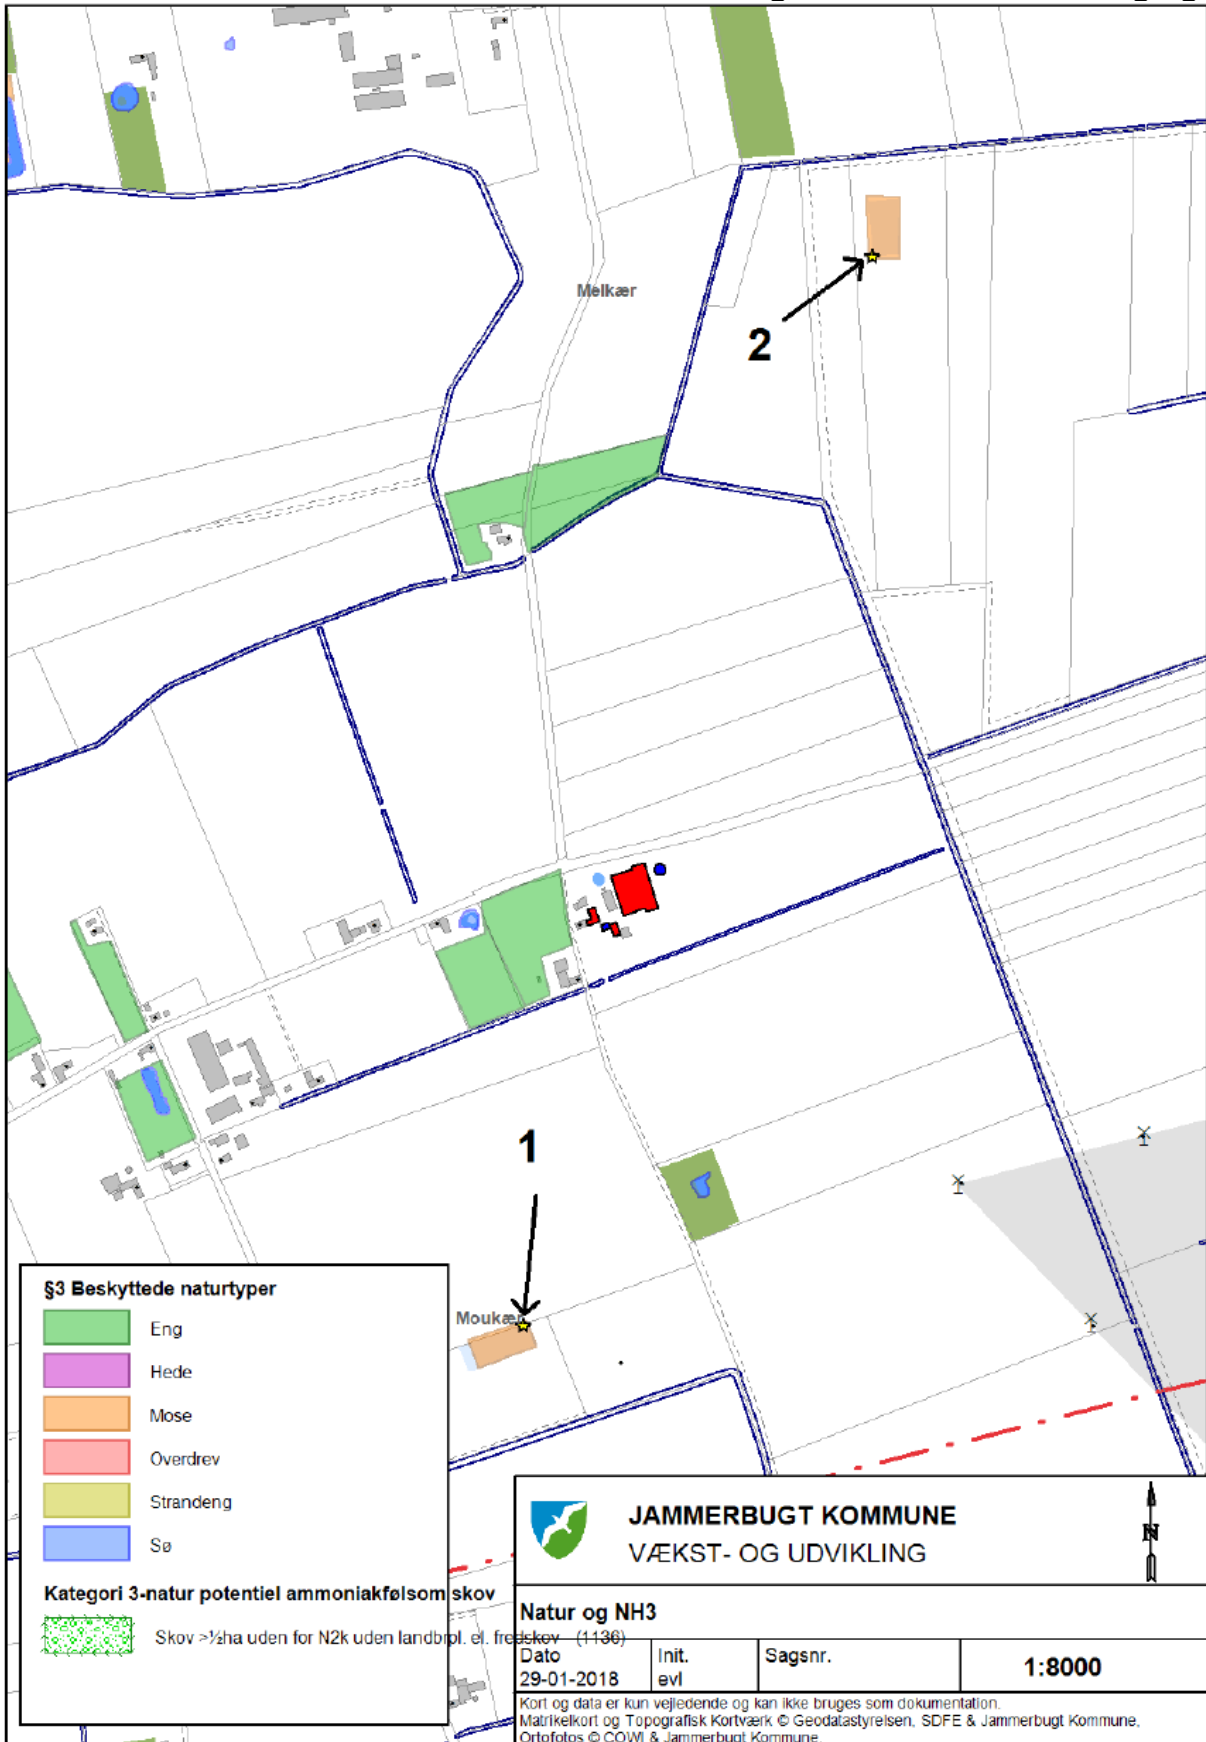 Melkær
2
1
Moukær
§3 Beskyttede naturtyper
Eng
Hede
Mose
Overdrev
Strandeng
Sø
Kategori 3-natur potentiel ammoniakfølsom skov
Skov >½ha uden for N2k uden landbrpl. el. fredskov (1136)
JAMMERBUGT KOMMUNE
VÆKST- OG UDVIKLING
N
Natur og NH3
Dato
29-01-2018
Init.
evl
Sagsnr.
1:8000
Kort og data er kun vejledende og kan ikke bruges som dokumentation.
Matrikelkort og Topografisk Kortværk © Geodatastyrelsen, SDFE & Jammerbugt Kommune,
Ortofotos © COWI & Jammerbugt Kommune.